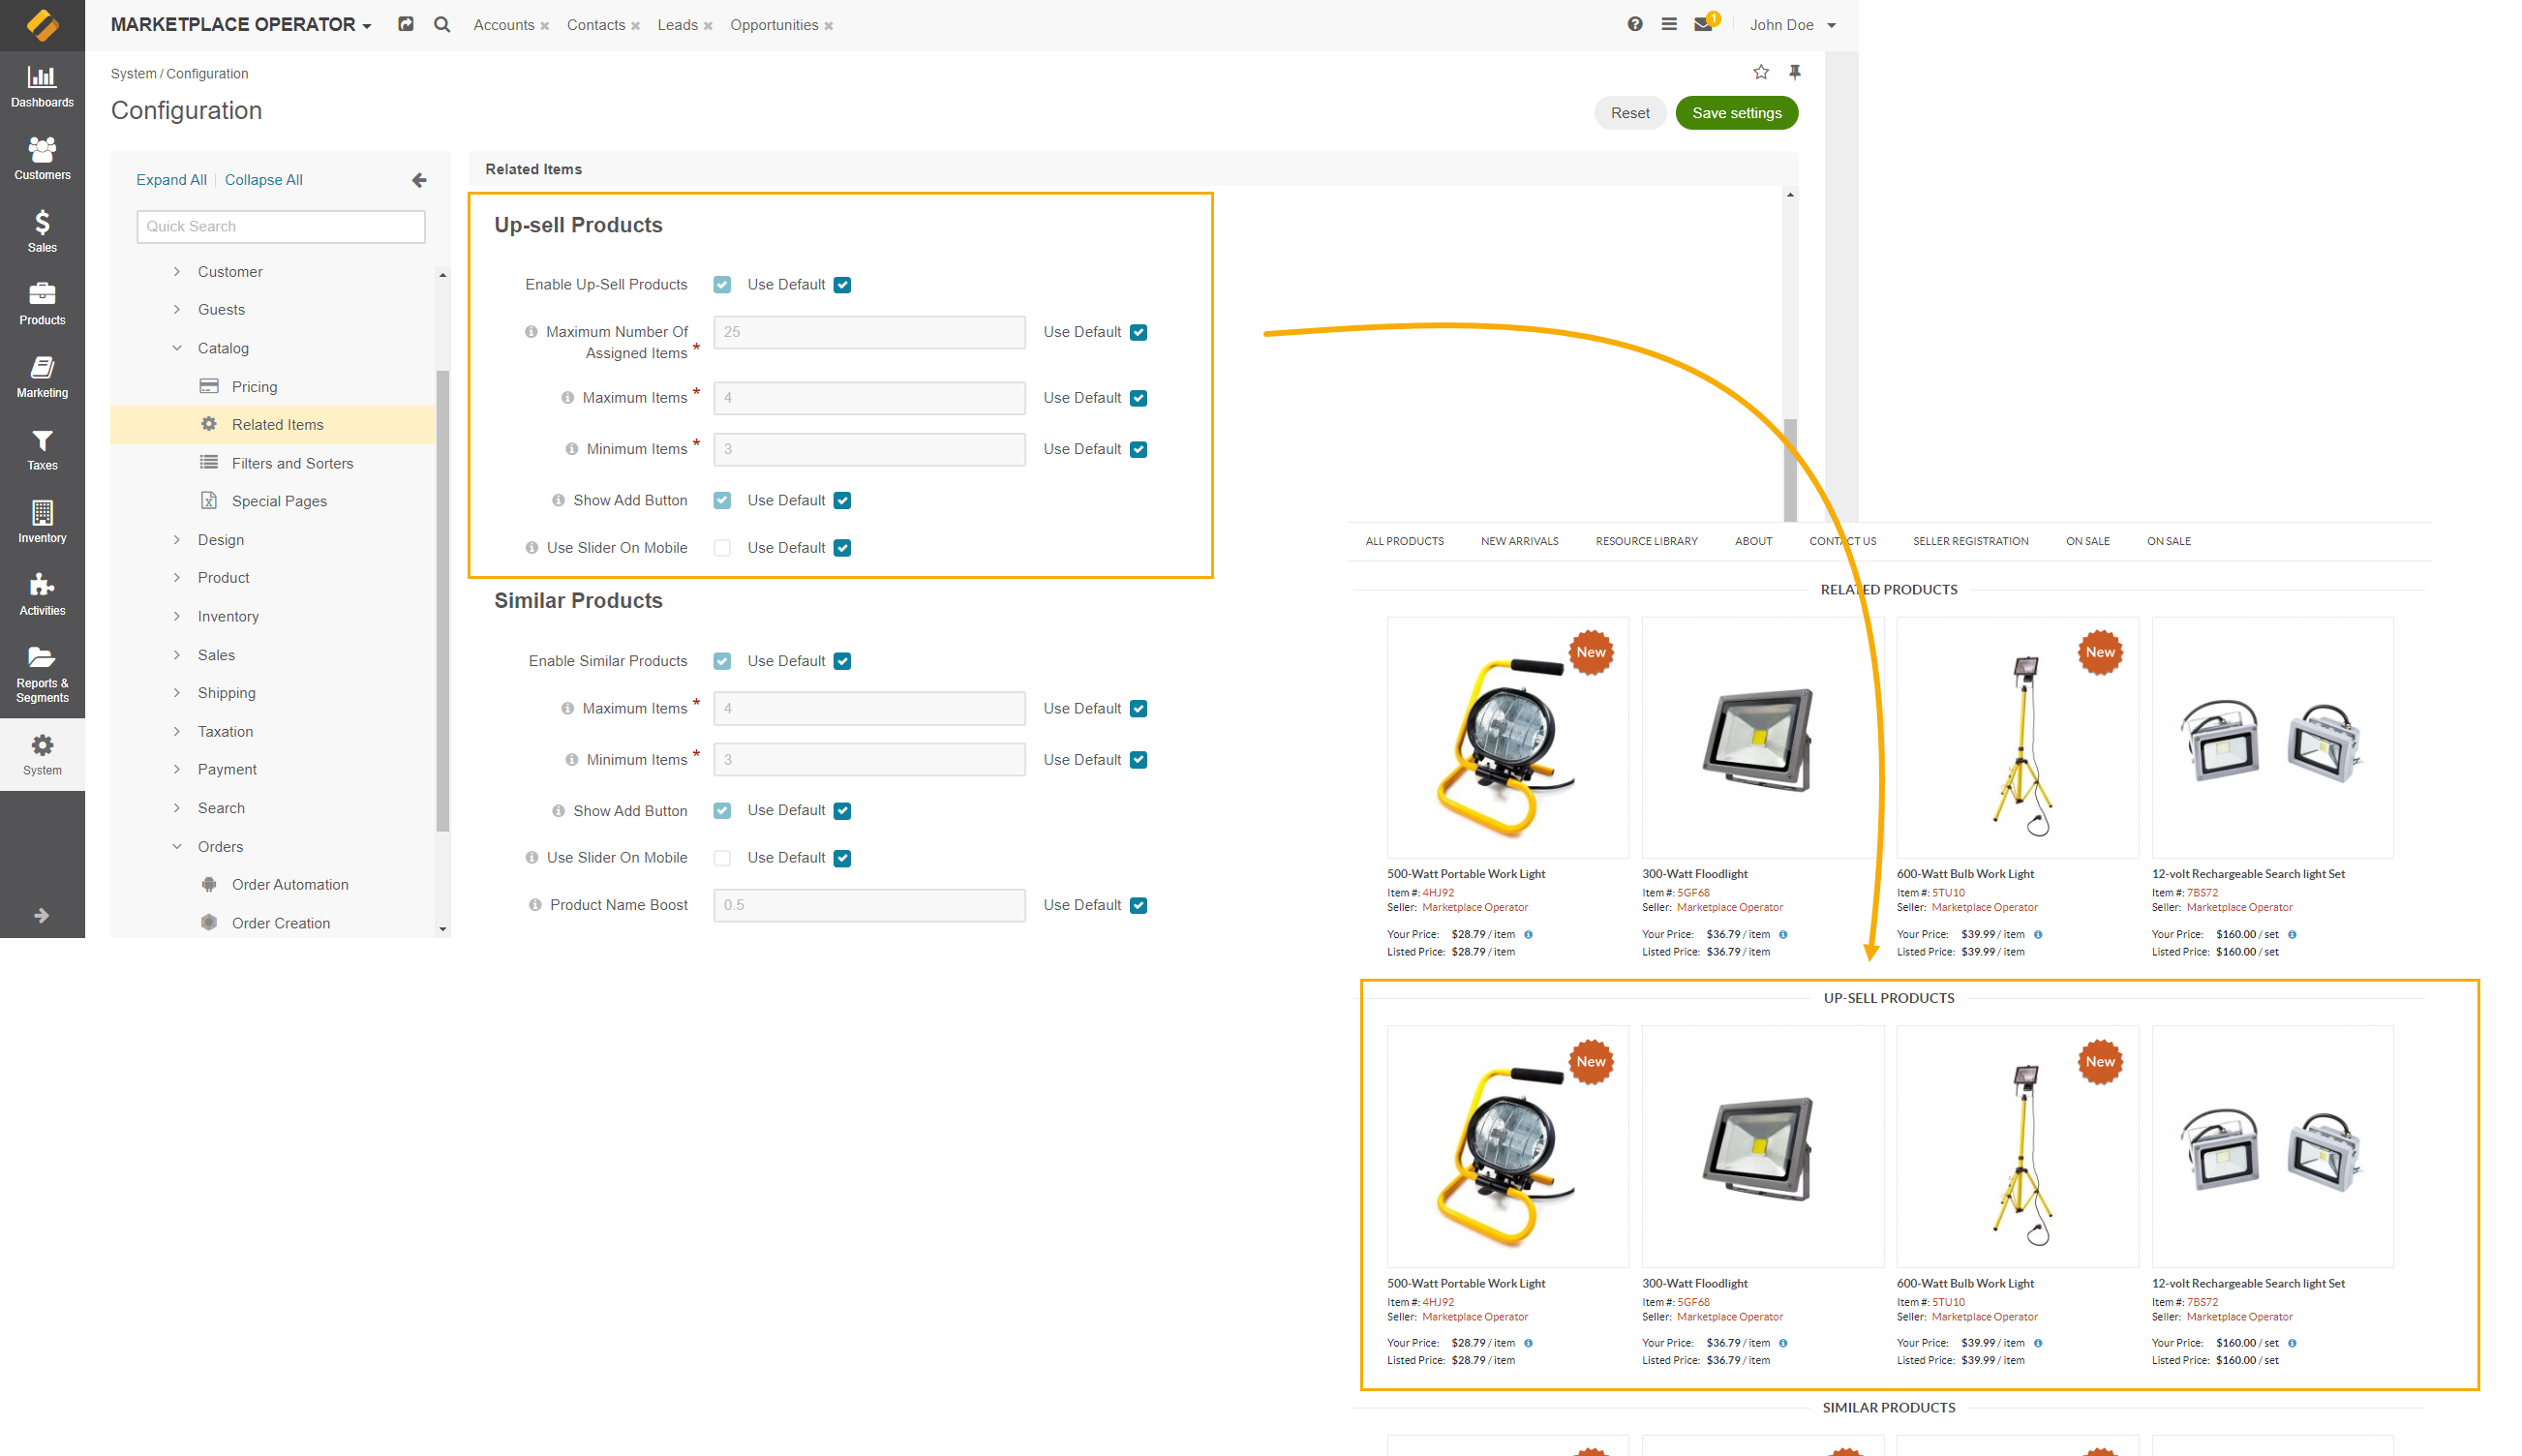 MARKETPLACE OPERATOR
Accounts
Contacts
Leads
Opportunities
1
John Doe
Dashboards
Customers
Sales
Products
Marketing
Taxes
Inventory
Activities
Reports &
Segments
System
System / Configuration
Configuration
Reset
Save settings
Expand All
Collapse All
Quick Search
Customer
Guests
Catalog
Pricing
Related Items
Filters and Sorters
Special Pages
Design
Product
Inventory
Sales
Shipping
Taxation
Payment
Search
Orders
Order Automation
Order Creation
Related Items
Up-sell Products
Enable Up-Sell Products Use Default
Maximum Number Of
Assigned Items * 25 Use Default
Maximum Items * 4 Use Default
Minimum Items * 3 Use Default
Show Add Button Use Default
Use Slider On Mobile Use Default
Similar Products
Enable Similar Products Use Default
Maximum Items * 4 Use Default
Minimum Items * 3 Use Default
Show Add Button Use Default
Use Slider On Mobile Use Default
Product Name Boost 0.5 Use Default
ALL PRODUCTS NEW ARRIVALS RESOURCE LIBRARY ABOUT CONTACT US SELLER REGISTRATION ON SALE ON SALE
RELATED PRODUCTS
New
New
500-Watt Portable Work Light
Item #: 4HJ92
Seller: Marketplace Operator
Your Price: $28.79 / item
Listed Price: $28.79 / item
300-Watt Floodlight
Item #: 5GF68
Seller: Marketplace Operator
Your Price: $36.79 / item
Listed Price: $36.79 / item
600-Watt Bulb Work Light
Item #: 5TU10
Seller: Marketplace Operator
Your Price: $39.99 / item
Listed Price: $39.99 / item
12-volt Rechargeable Search light Set
Item #: 7BS72
Seller: Marketplace Operator
Your Price: $160.00 / set
Listed Price: $160.00 / set
UP-SELL PRODUCTS
New
New
500-Watt Portable Work Light
Item #: 4HJ92
Seller: Marketplace Operator
Your Price: $28.79 / item
Listed Price: $28.79 / item
300-Watt Floodlight
Item #: 5GF68
Seller: Marketplace Operator
Your Price: $36.79 / item
Listed Price: $36.79 / item
600-Watt Bulb Work Light
Item #: 5TU10
Seller: Marketplace Operator
Your Price: $39.99 / item
Listed Price: $39.99 / item
12-volt Rechargeable Search light Set
Item #: 7BS72
Seller: Marketplace Operator
Your Price: $160.00 / set
Listed Price: $160.00 / set
SIMILAR PRODUCTS